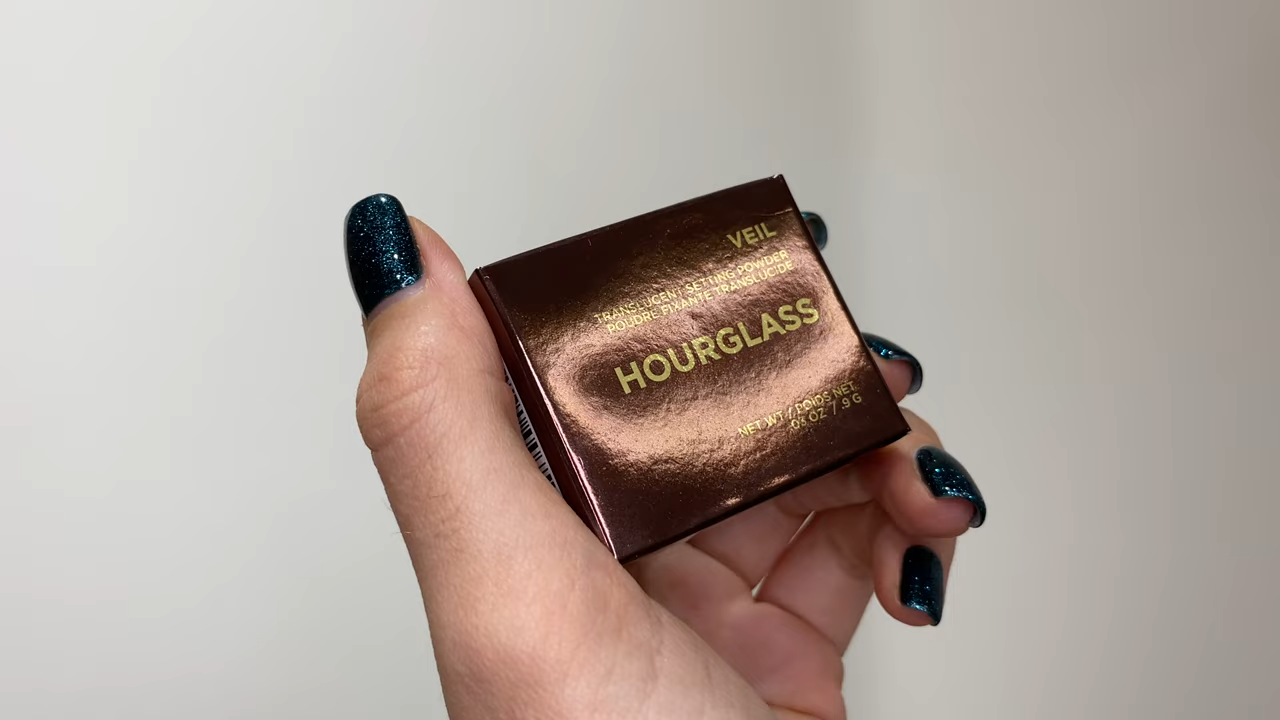 VEIL
TRANSLUCENT SETTING POWDER
POUDRE FIXANTE TRANSLUCIDE
HOURGLASS
NET WT / POIDS NET
.03 OZ / .9 G